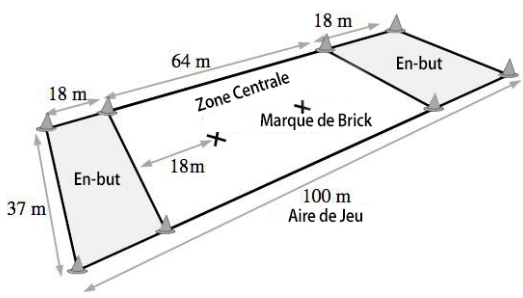 18 m
64 m
En-but
18 m
Zone Centrale
Marque de Brick
18m
En-but
37 m
100 m
Aire de Jeu